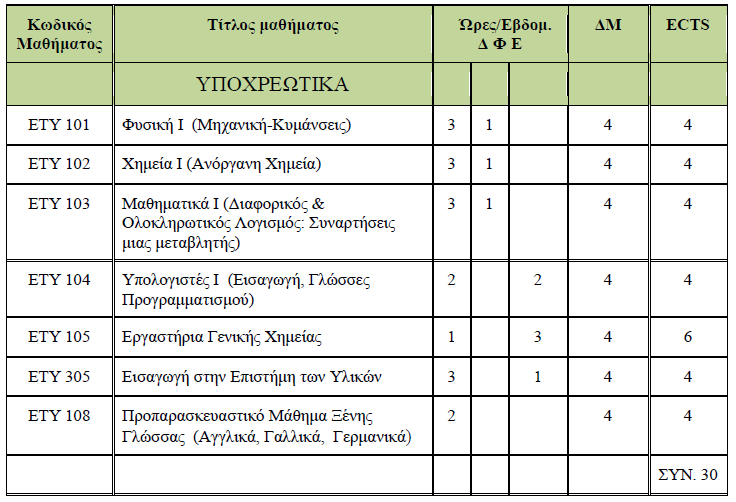 Κωδικός Μαθήματος Τίτλος μαθήματος Ώρες/Εβδομ. Δ Φ Ε ΔΜ ECTS
ΥΠΟΧΡΕΩΤΙΚΑ
ΕΤΥ 101 Φυσική Ι (Μηχανική-Κυμάνσεις) 3 1 4 4
ΕΤΥ 102 Χημεία Ι (Ανόργανη Χημεία) 3 1 4 4
ΕΤΥ 103 Μαθηματικά Ι (Διαφορικός & 3 1 4 4
Ολοκληρωτικός Λογισμός: Συναρτήσεις
μιας μεταβλητής)
ΕΤΥ 104 Υπολογιστές Ι (Εισαγωγή, Γλώσσες 2 2 4 4
Προγραμματισμού)
ΕΤΥ 105 Εργαστήρια Γενικής Χημείας 1 3 4 6
ΕΤΥ 305 Εισαγωγή στην Επιστήμη των Υλικών 3 1 4 4
ΕΤΥ 108 Προπαρασκευαστικό Μάθημα Ξένης 2 4 4
Γλώσσας (Αγγλικά, Γαλλικά, Γερμανικά)
ΣΥΝ. 30